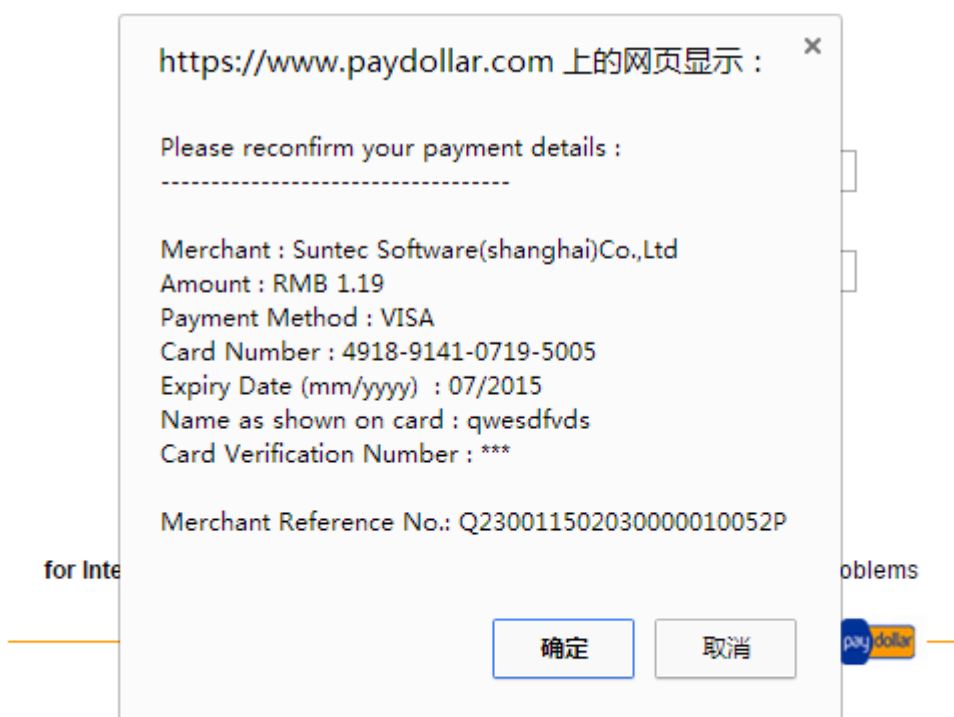 https://www.paydollar.com 上的网页显示：
×
Please reconfirm your payment details :
-----------------------------------
Merchant : Suntec Software(shanghai)Co.,Ltd
Amount : RMB 1.19
Payment Method : VISA
Card Number : 4918-9141-0719-5005
Expiry Date (mm/yyyy)  : 07/2015
Name as shown on card : qwesdfvds
Card Verification Number : ***
Merchant Reference No.: Q230011502030000010052P
for Inte
oblems
确定
取消
paydollar